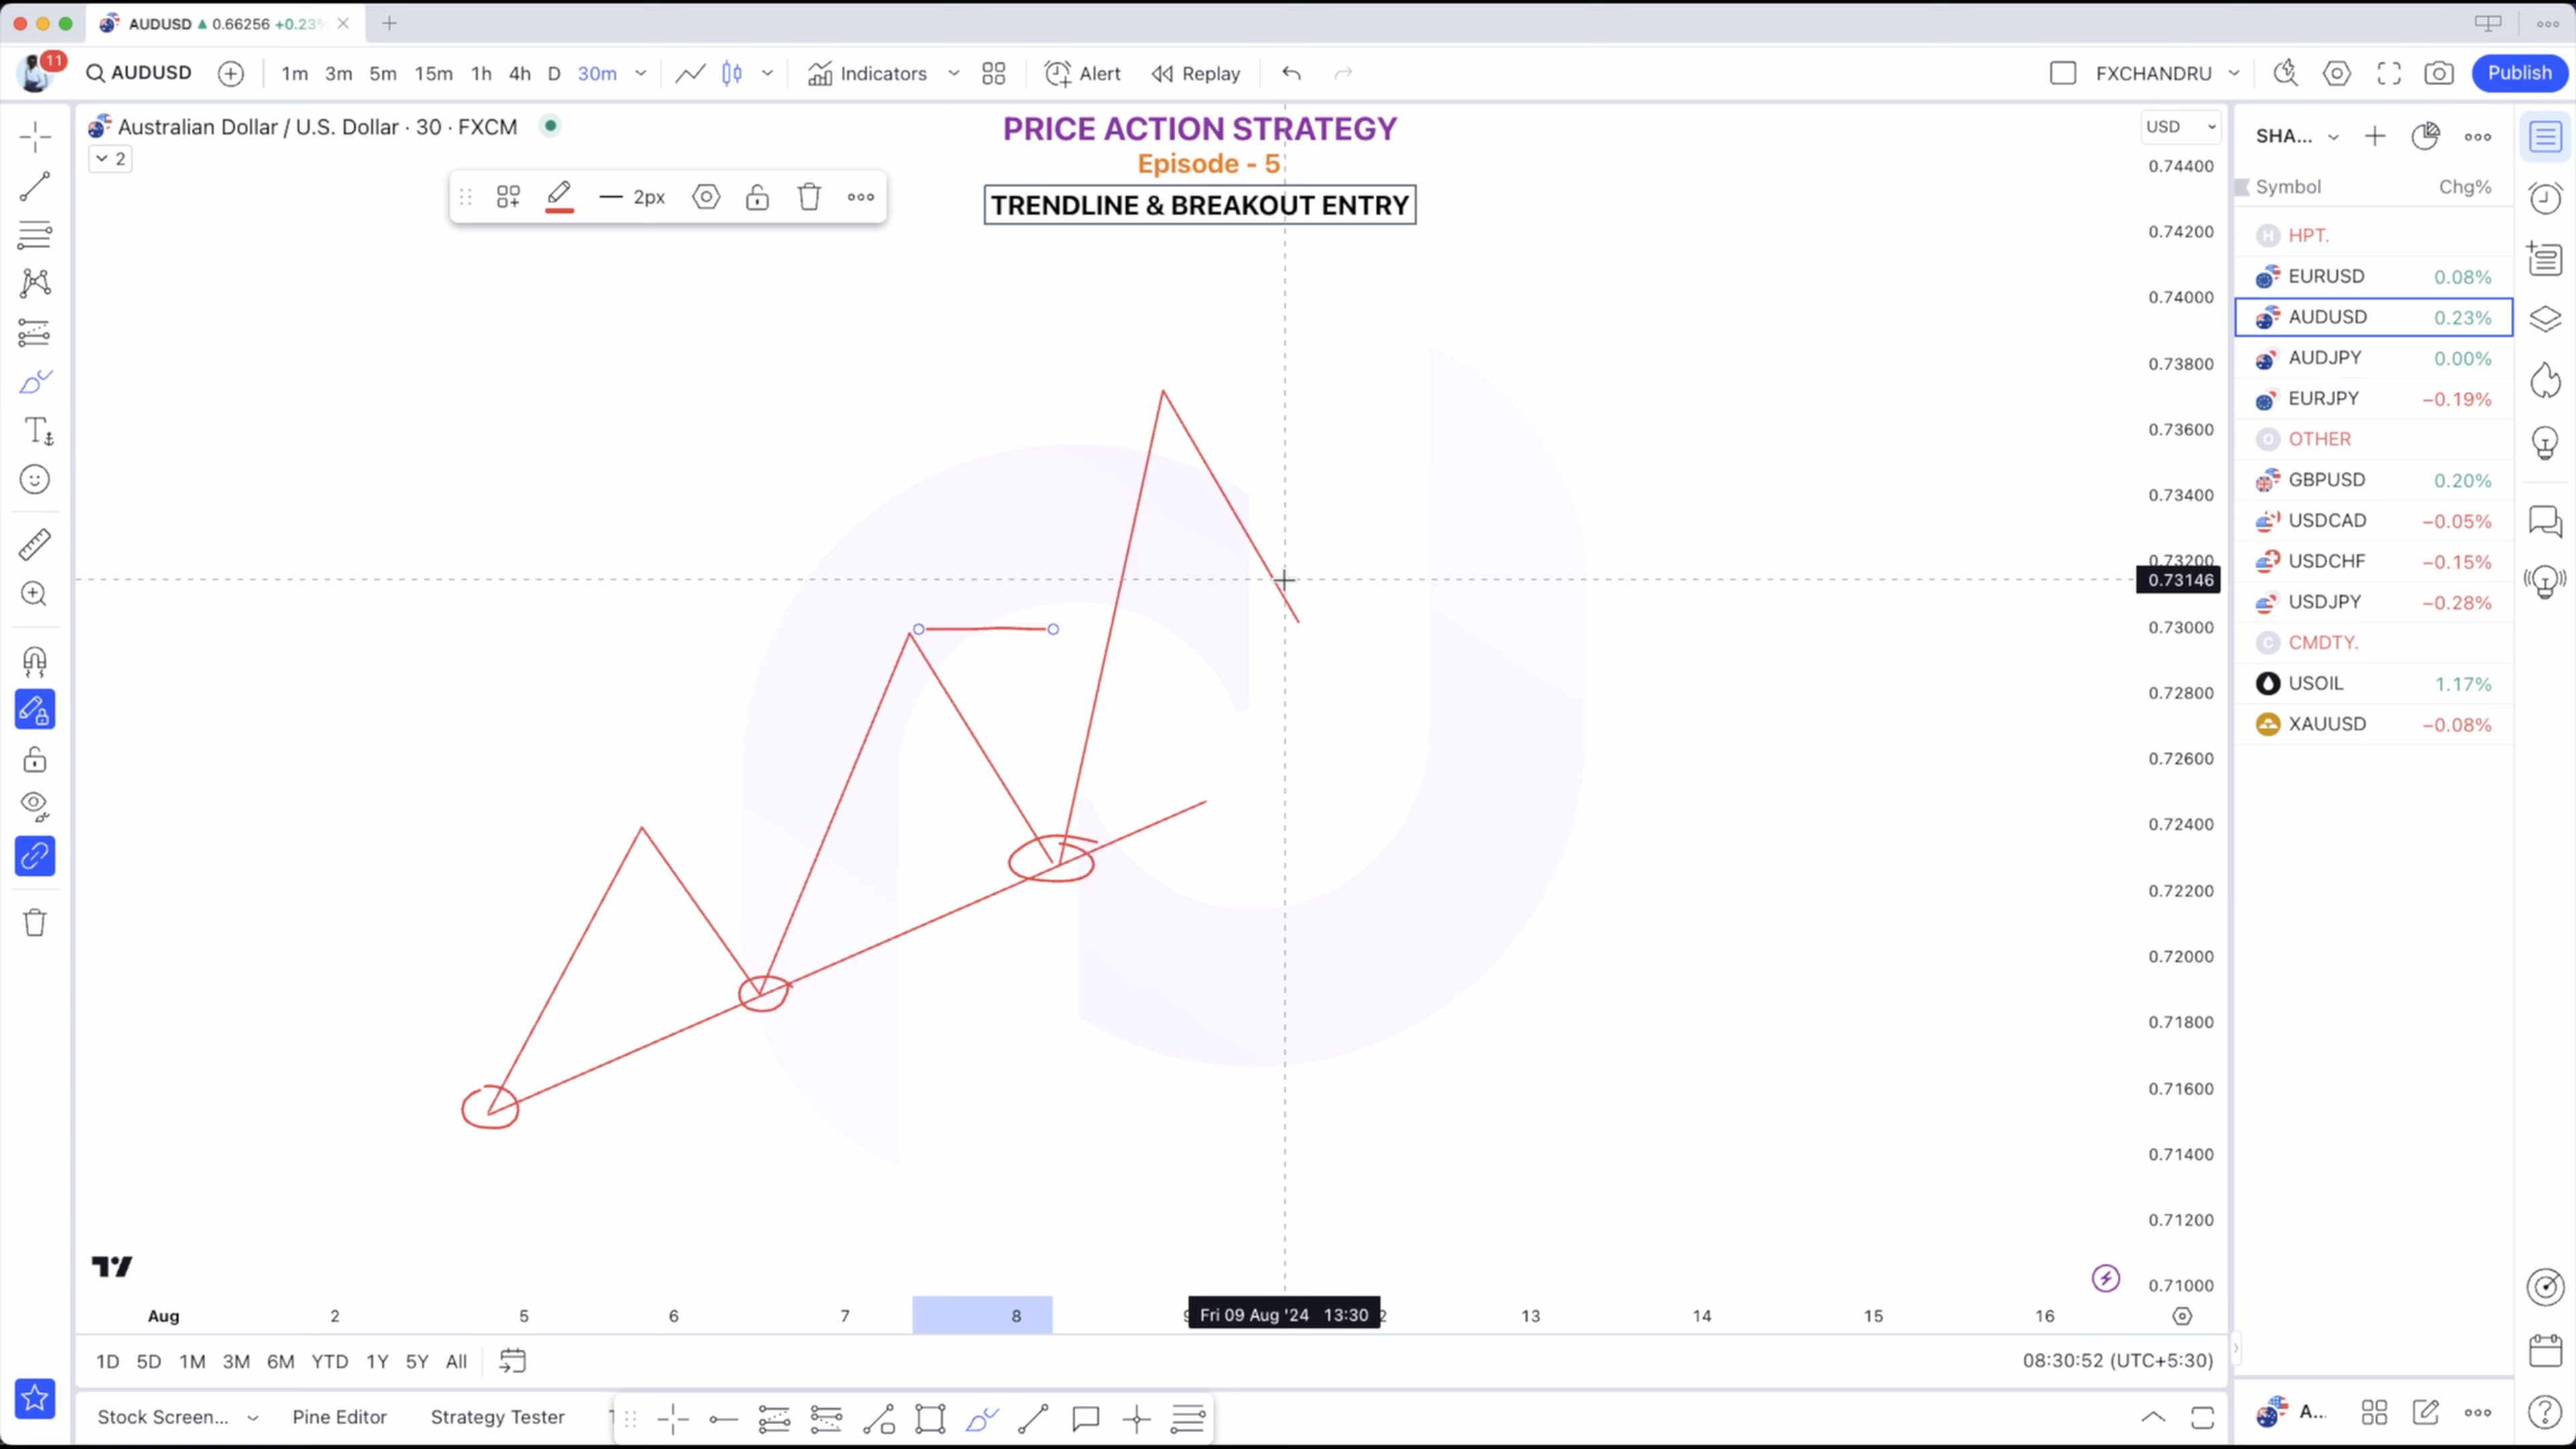 AUDUSD ▲ 0.66256 +0.23%
11
AUDUSD
1m 3m 5m 15m 1h 4h D 30m
Indicators
Alert
Replay
FXCHANDRU
Publish
Australian Dollar / U.S. Dollar · 30 · FXCM
2
PRICE ACTION STRATEGY
Episode - 5
TRENDLINE & BREAKOUT ENTRY
2px
USD
0.74400
0.74200
0.74000
0.73800
0.73600
0.73400
0.73200
0.73146
0.73000
0.72800
0.72600
0.72400
0.72200
0.72000
0.71800
0.71600
0.71400
0.71200
0.71000
SHA...
Symbol Chg%
H HPT.
EURUSD 0.08%
AUDUSD 0.23%
AUDJPY 0.00%
EURJPY −0.19%
O OTHER
GBPUSD 0.20%
USDCAD −0.05%
USDCHF −0.15%
USDJPY −0.28%
C CMDTY.
USOIL 1.17%
XAUUSD −0.08%
Aug 2 5 6 7 8 Fri 09 Aug '24 13:30 13 14 15 16
1D 5D 1M 3M 6M YTD 1Y 5Y All
08:30:52 (UTC+5:30)
Stock Screen... Pine Editor Strategy Tester
A...